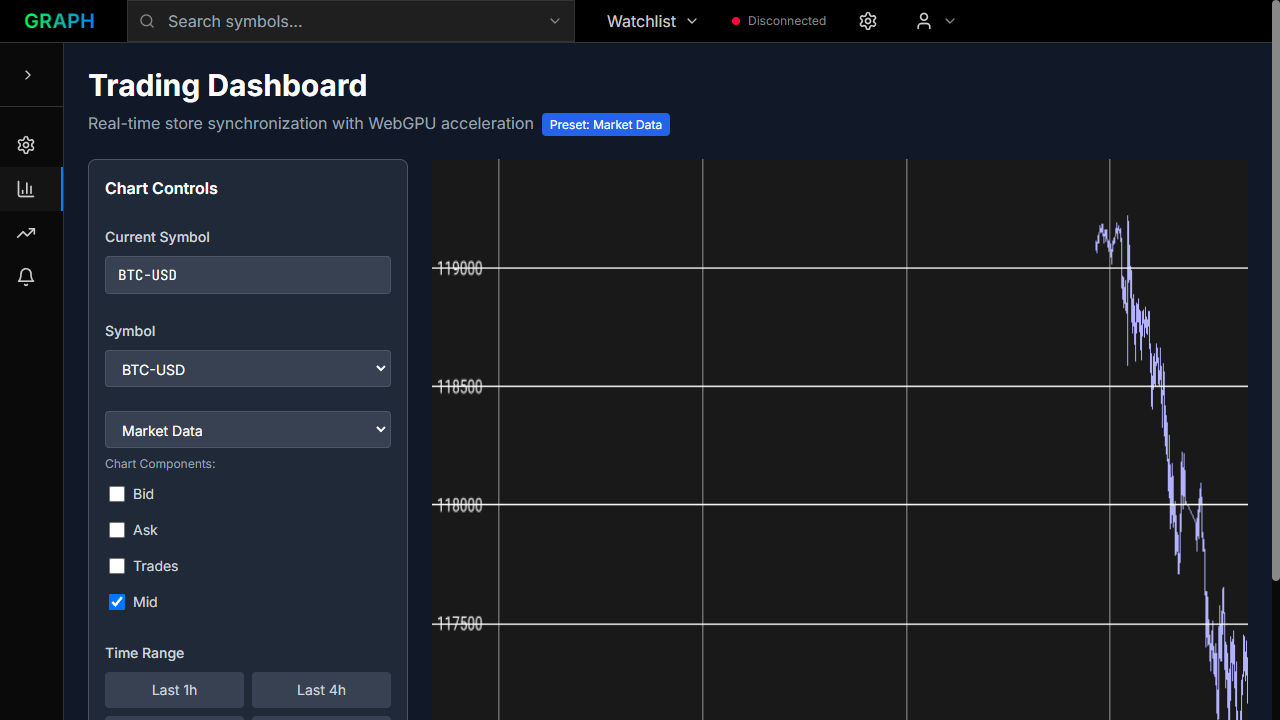 GRAPH
Search symbols...
Watchlist
Disconnected
Trading Dashboard
Real-time store synchronization with WebGPU acceleration
Preset: Market Data
Chart Controls
Current Symbol
BTC-USD
Symbol
BTC-USD
Market Data
Chart Components:
Bid
Ask
Trades
Mid
Time Range
Last 1h
Last 4h
119000
118500
118000
117500